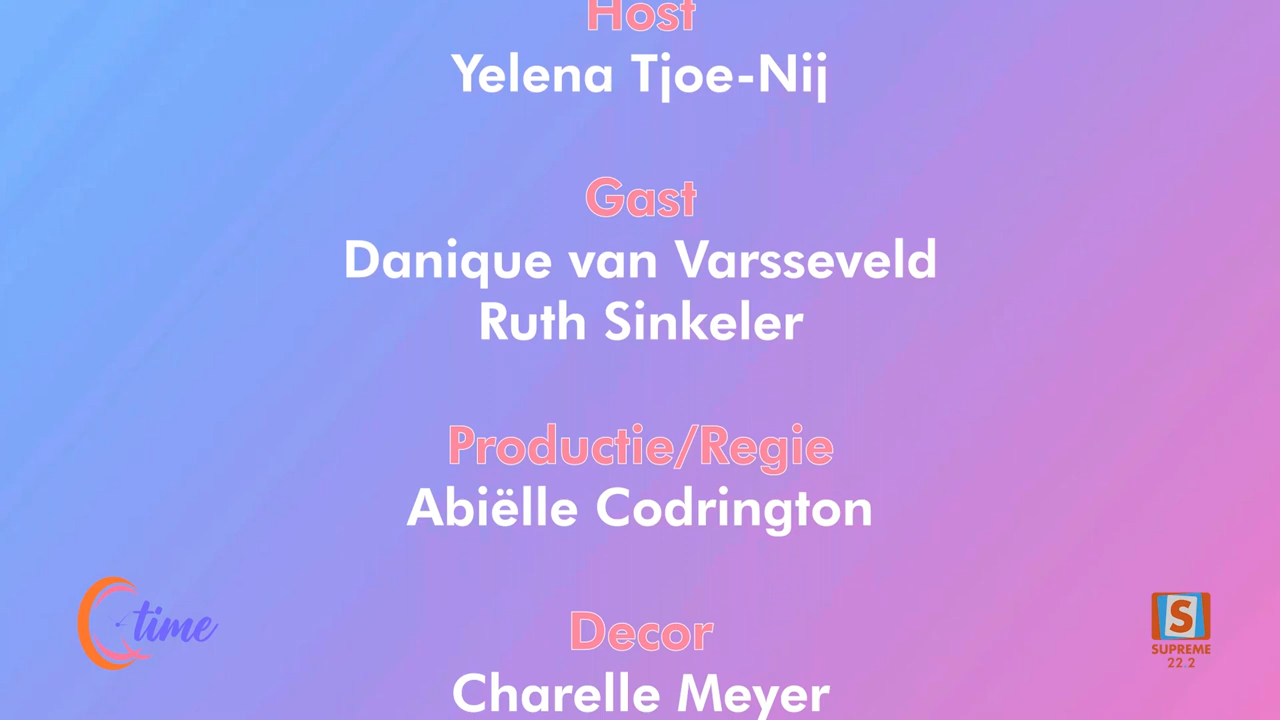 Host
Yelena Tjoe-Nij
Gast
Danique van Varsseveld
Ruth Sinkeler
Productie/Regie
Abiëlle Codrington
Decor
Charelle Meyer
Q-time
S
SUPREME
22.2